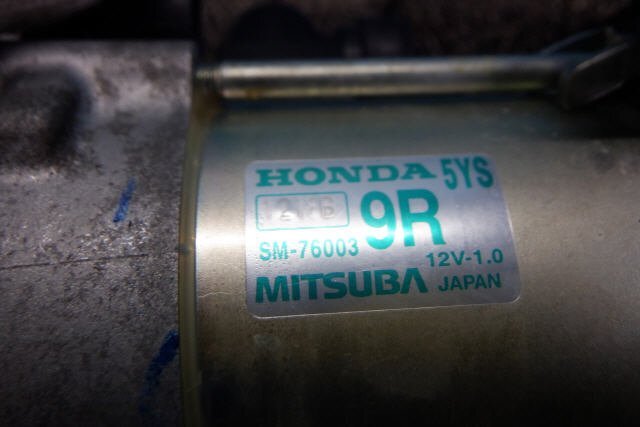 HONDA 5YS
9R
SM-76003
12V-1.0
MITSUBA JAPAN